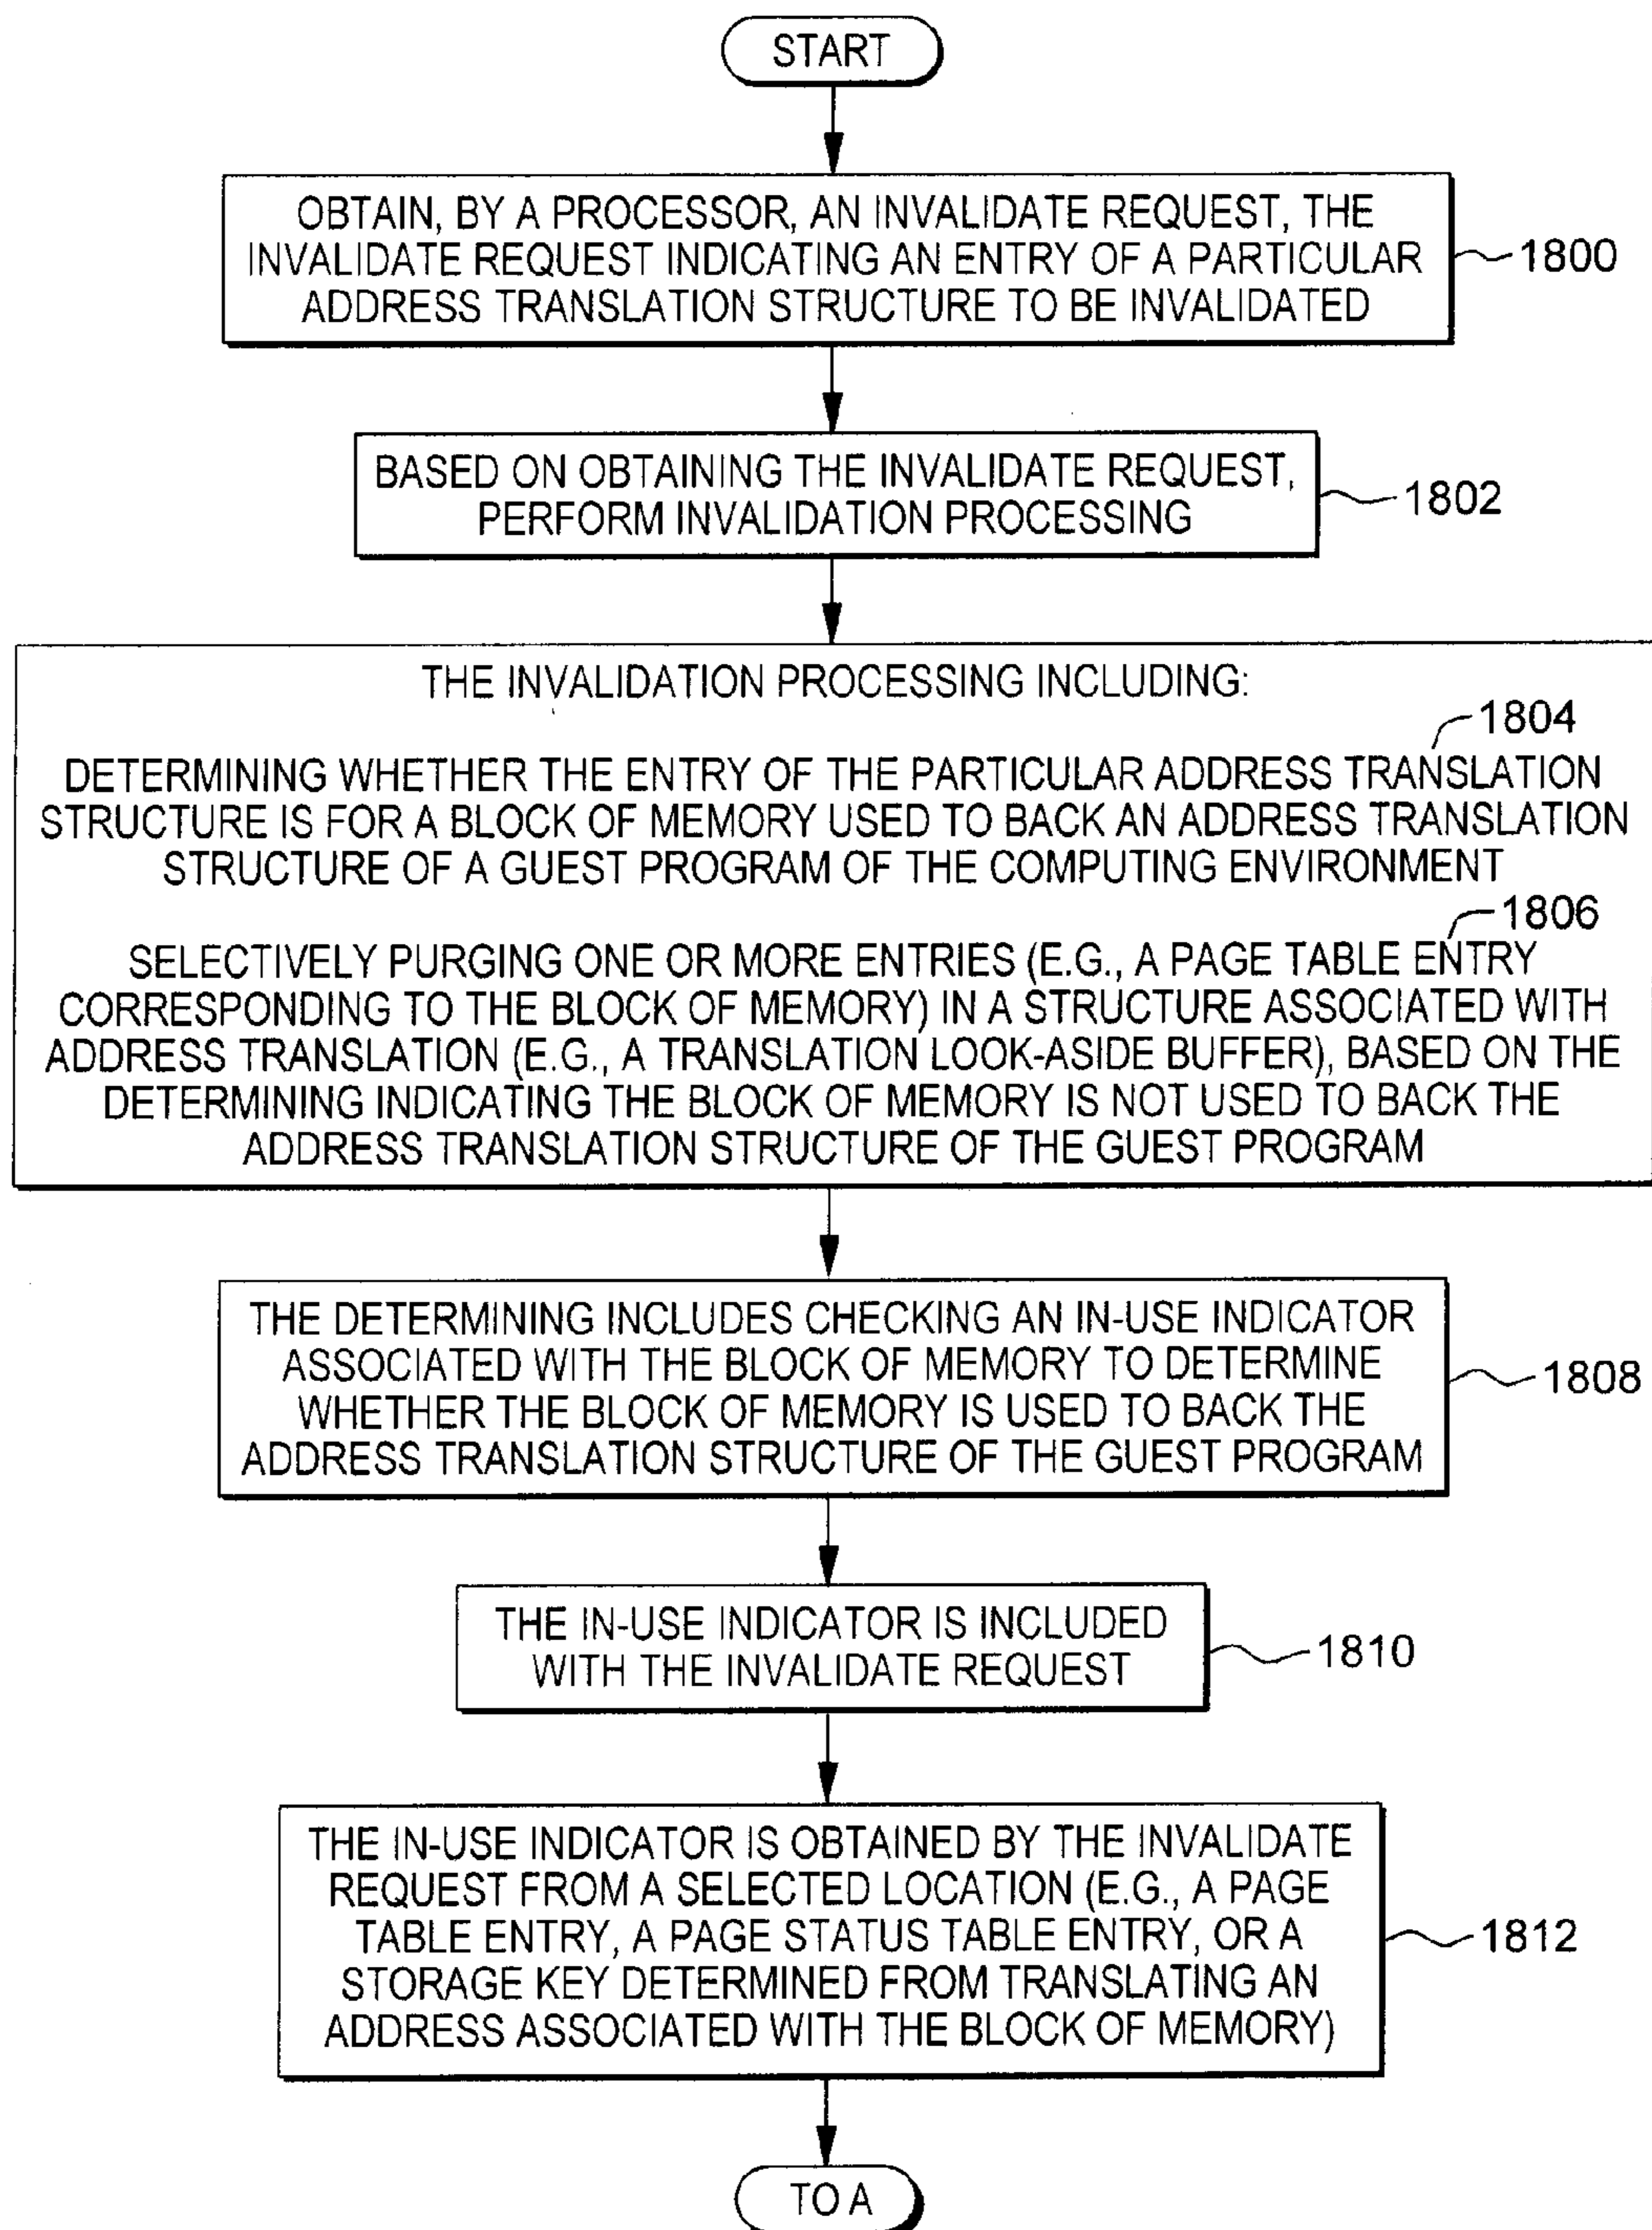 START
OBTAIN, BY A PROCESSOR, AN INVALIDATE REQUEST, THE
INVALIDATE REQUEST INDICATING AN ENTRY OF A PARTICULAR
ADDRESS TRANSLATION STRUCTURE TO BE INVALIDATED
1800
BASED ON OBTAINING THE INVALIDATE REQUEST,
PERFORM INVALIDATION PROCESSING
1802
THE INVALIDATION PROCESSING INCLUDING:
1804
DETERMINING WHETHER THE ENTRY OF THE PARTICULAR ADDRESS TRANSLATION
STRUCTURE IS FOR A BLOCK OF MEMORY USED TO BACK AN ADDRESS TRANSLATION
STRUCTURE OF A GUEST PROGRAM OF THE COMPUTING ENVIRONMENT
1806
SELECTIVELY PURGING ONE OR MORE ENTRIES (E.G., A PAGE TABLE ENTRY
CORRESPONDING TO THE BLOCK OF MEMORY) IN A STRUCTURE ASSOCIATED WITH
ADDRESS TRANSLATION (E.G., A TRANSLATION LOOK-ASIDE BUFFER), BASED ON THE
DETERMINING INDICATING THE BLOCK OF MEMORY IS NOT USED TO BACK THE
ADDRESS TRANSLATION STRUCTURE OF THE GUEST PROGRAM
THE DETERMINING INCLUDES CHECKING AN IN-USE INDICATOR
ASSOCIATED WITH THE BLOCK OF MEMORY TO DETERMINE
WHETHER THE BLOCK OF MEMORY IS USED TO BACK THE
ADDRESS TRANSLATION STRUCTURE OF THE GUEST PROGRAM
1808
THE IN-USE INDICATOR IS INCLUDED
WITH THE INVALIDATE REQUEST
1810
THE IN-USE INDICATOR IS OBTAINED BY THE INVALIDATE
REQUEST FROM A SELECTED LOCATION (E.G., A PAGE
TABLE ENTRY, A PAGE STATUS TABLE ENTRY, OR A
STORAGE KEY DETERMINED FROM TRANSLATING AN
ADDRESS ASSOCIATED WITH THE BLOCK OF MEMORY)
1812
TO A